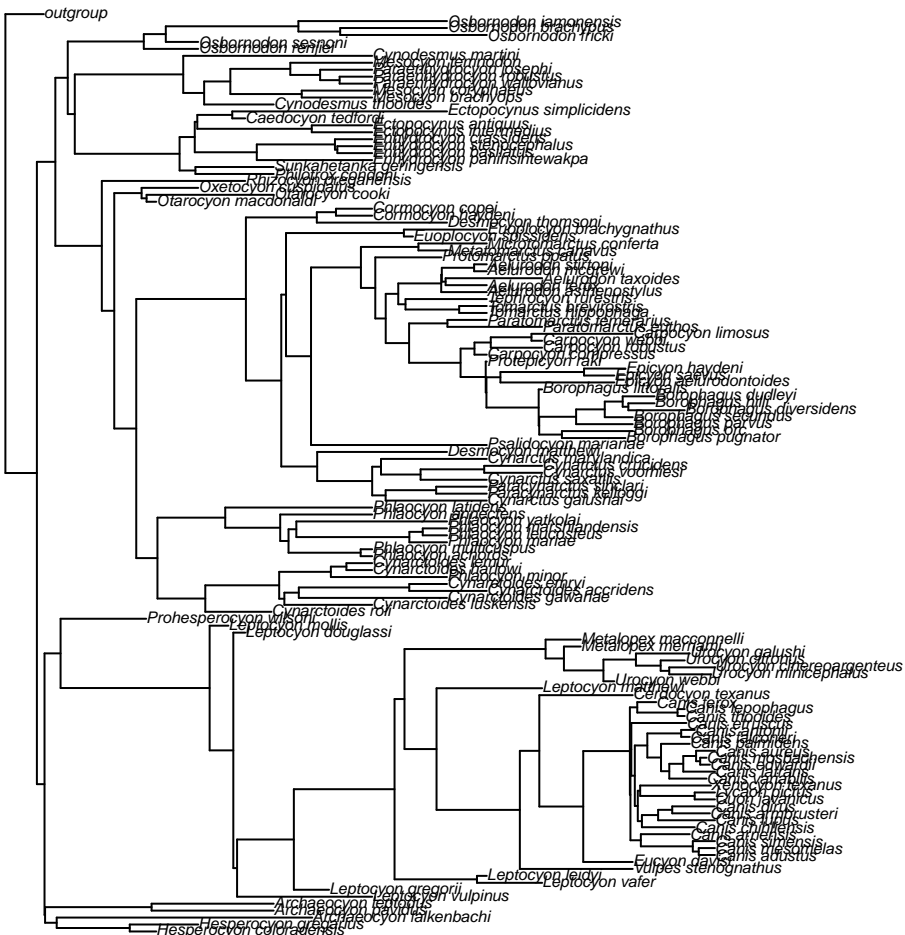 outgroup
Osbornodon iamonensis
Osbornodon brachypus
Osbornodon fricki
Osbornodon sesnoni
Osbornodon renjiei
Cynodesmus martini
Mesocyon temnodon
Paraenhydrocyon josephi
Paraenhydrocyon robustus
Paraenhydrocyon wallovianus
Mesocyon coryphaeus
Mesocyon brachyops
Cynodesmus thooides
Ectopocynus simplicidens
Caedocyon tedfordi
Ectopocynus antiquus
Ectopocynus intermedius
Enhydrocyon crassidens
Enhydrocyon stenocephalus
Enhydrocyon basilatus
Enhydrocyon pahinsintewakpa
Sunkahetanka geringensis
Philotrox condoni
Rhizocyon oregonensis
Oxetocyon cuspidatus
Otarocyon cooki
Otarocyon macdonaldi
Cormocyon copei
Cormocyon haydeni
Desmocyon thomsoni
Euoplocyon brachygnathus
Euoplocyon spissidens
Microtomarctus conferta
Metatomarctus canavus
Protomarctus optatus
Aelurodon stirtoni
Aelurodon mcgrewi
Aelurodon taxoides
Aelurodon ferox
Aelurodon asthenostylus
Tephrocyon rurestris?
Tomarctus brevirostris
Tomarctus hippophaga
Paratomarctus temerarius
Paratomarctus euthos
Carpocyon limosus
Carpocyon webbi
Carpocyon robustus
Carpocyon compressus
Protepicyon raki
Epicyon haydeni
Epicyon saevus
Epicyon aelurodontoides
Borophagus littoralis
Borophagus dudleyi
Borophagus hilli
Borophagus diversidens
Borophagus secundus
Borophagus parvus
Borophagus orc
Borophagus pugnator
Psalidocyon marianae
Desmocyon matthewi
Cynarctus marylandica
Cynarctus crucidens
Cynarctus voorhiesi
Cynarctus saxatilis
Paracynarctus sinclairi
Paracynarctus kelloggi
Cynarctus galushai
Phlaocyon latidens
Phlaocyon annectens
Phlaocyon yatkolai
Phlaocyon marshlandensis
Phlaocyon leucosteus
Phlaocyon mariae
Phlaocyon multicuspus
Phlaocyon achoros!
Cynarctoides lemur
Cynarctoides harlowi
Phlaocyon minor
Cynarctoides emryi
Cynarctoides accridens
Cynarctoides gawanae
Cynarctoides luskensis
Cynarctoides roii
Prohesperocyon wilsoni
Leptocyon mollis
Leptocyon douglassi
Metalopex macconnelli
Metalopex merriami
Urocyon galushi
Urocyon citronus
Urocyon cinereoargenteus
Urocyon minicephalus
Urocyon webbi
Leptocyon matthewi
Cerdocyon texanus
Canis ferox
Canis lepophagus
Canis thooides
Canis etruscus
Canis antonii
Canis falconeri
Canis palmidens
Canis aureus
Canis mosbachensis
Canis edwardii
Canis latrans
Canis variabilis
Xenocyon texanus
Lycaon pictus
Cuon javanicus
Canis dirus
Canis armbrusteri
Canis lupus
Canis chihliensis
Canis arnensis
Canis simensis
Canis mesomelas
Canis adustus
Eucyon davisi
Vulpes stenognathus
Leptocyon leidyi
Leptocyon vafer
Leptocyon gregorii
Leptocyon vulpinus
Archaeocyon leptodus
Archaeocyon pavidus
Archaeocyon falkenbachi
Hesperocyon gregarius
Hesperocyon coloradensis